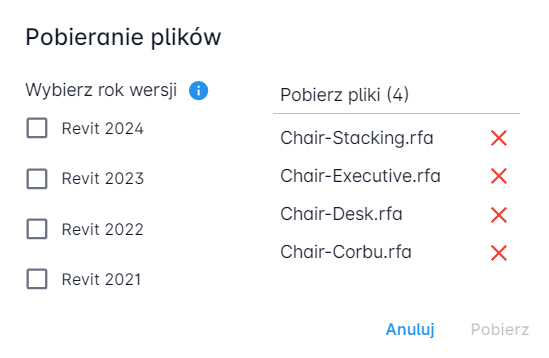 Pobieranie plików
Wybierz rok wersji
Revit 2024
Revit 2023
Revit 2022
Revit 2021
Pobierz pliki (4)
Chair-Stacking.rfa
Chair-Executive.rfa
Chair-Desk.rfa
Chair-Corbu.rfa
Anuluj
Pobierz